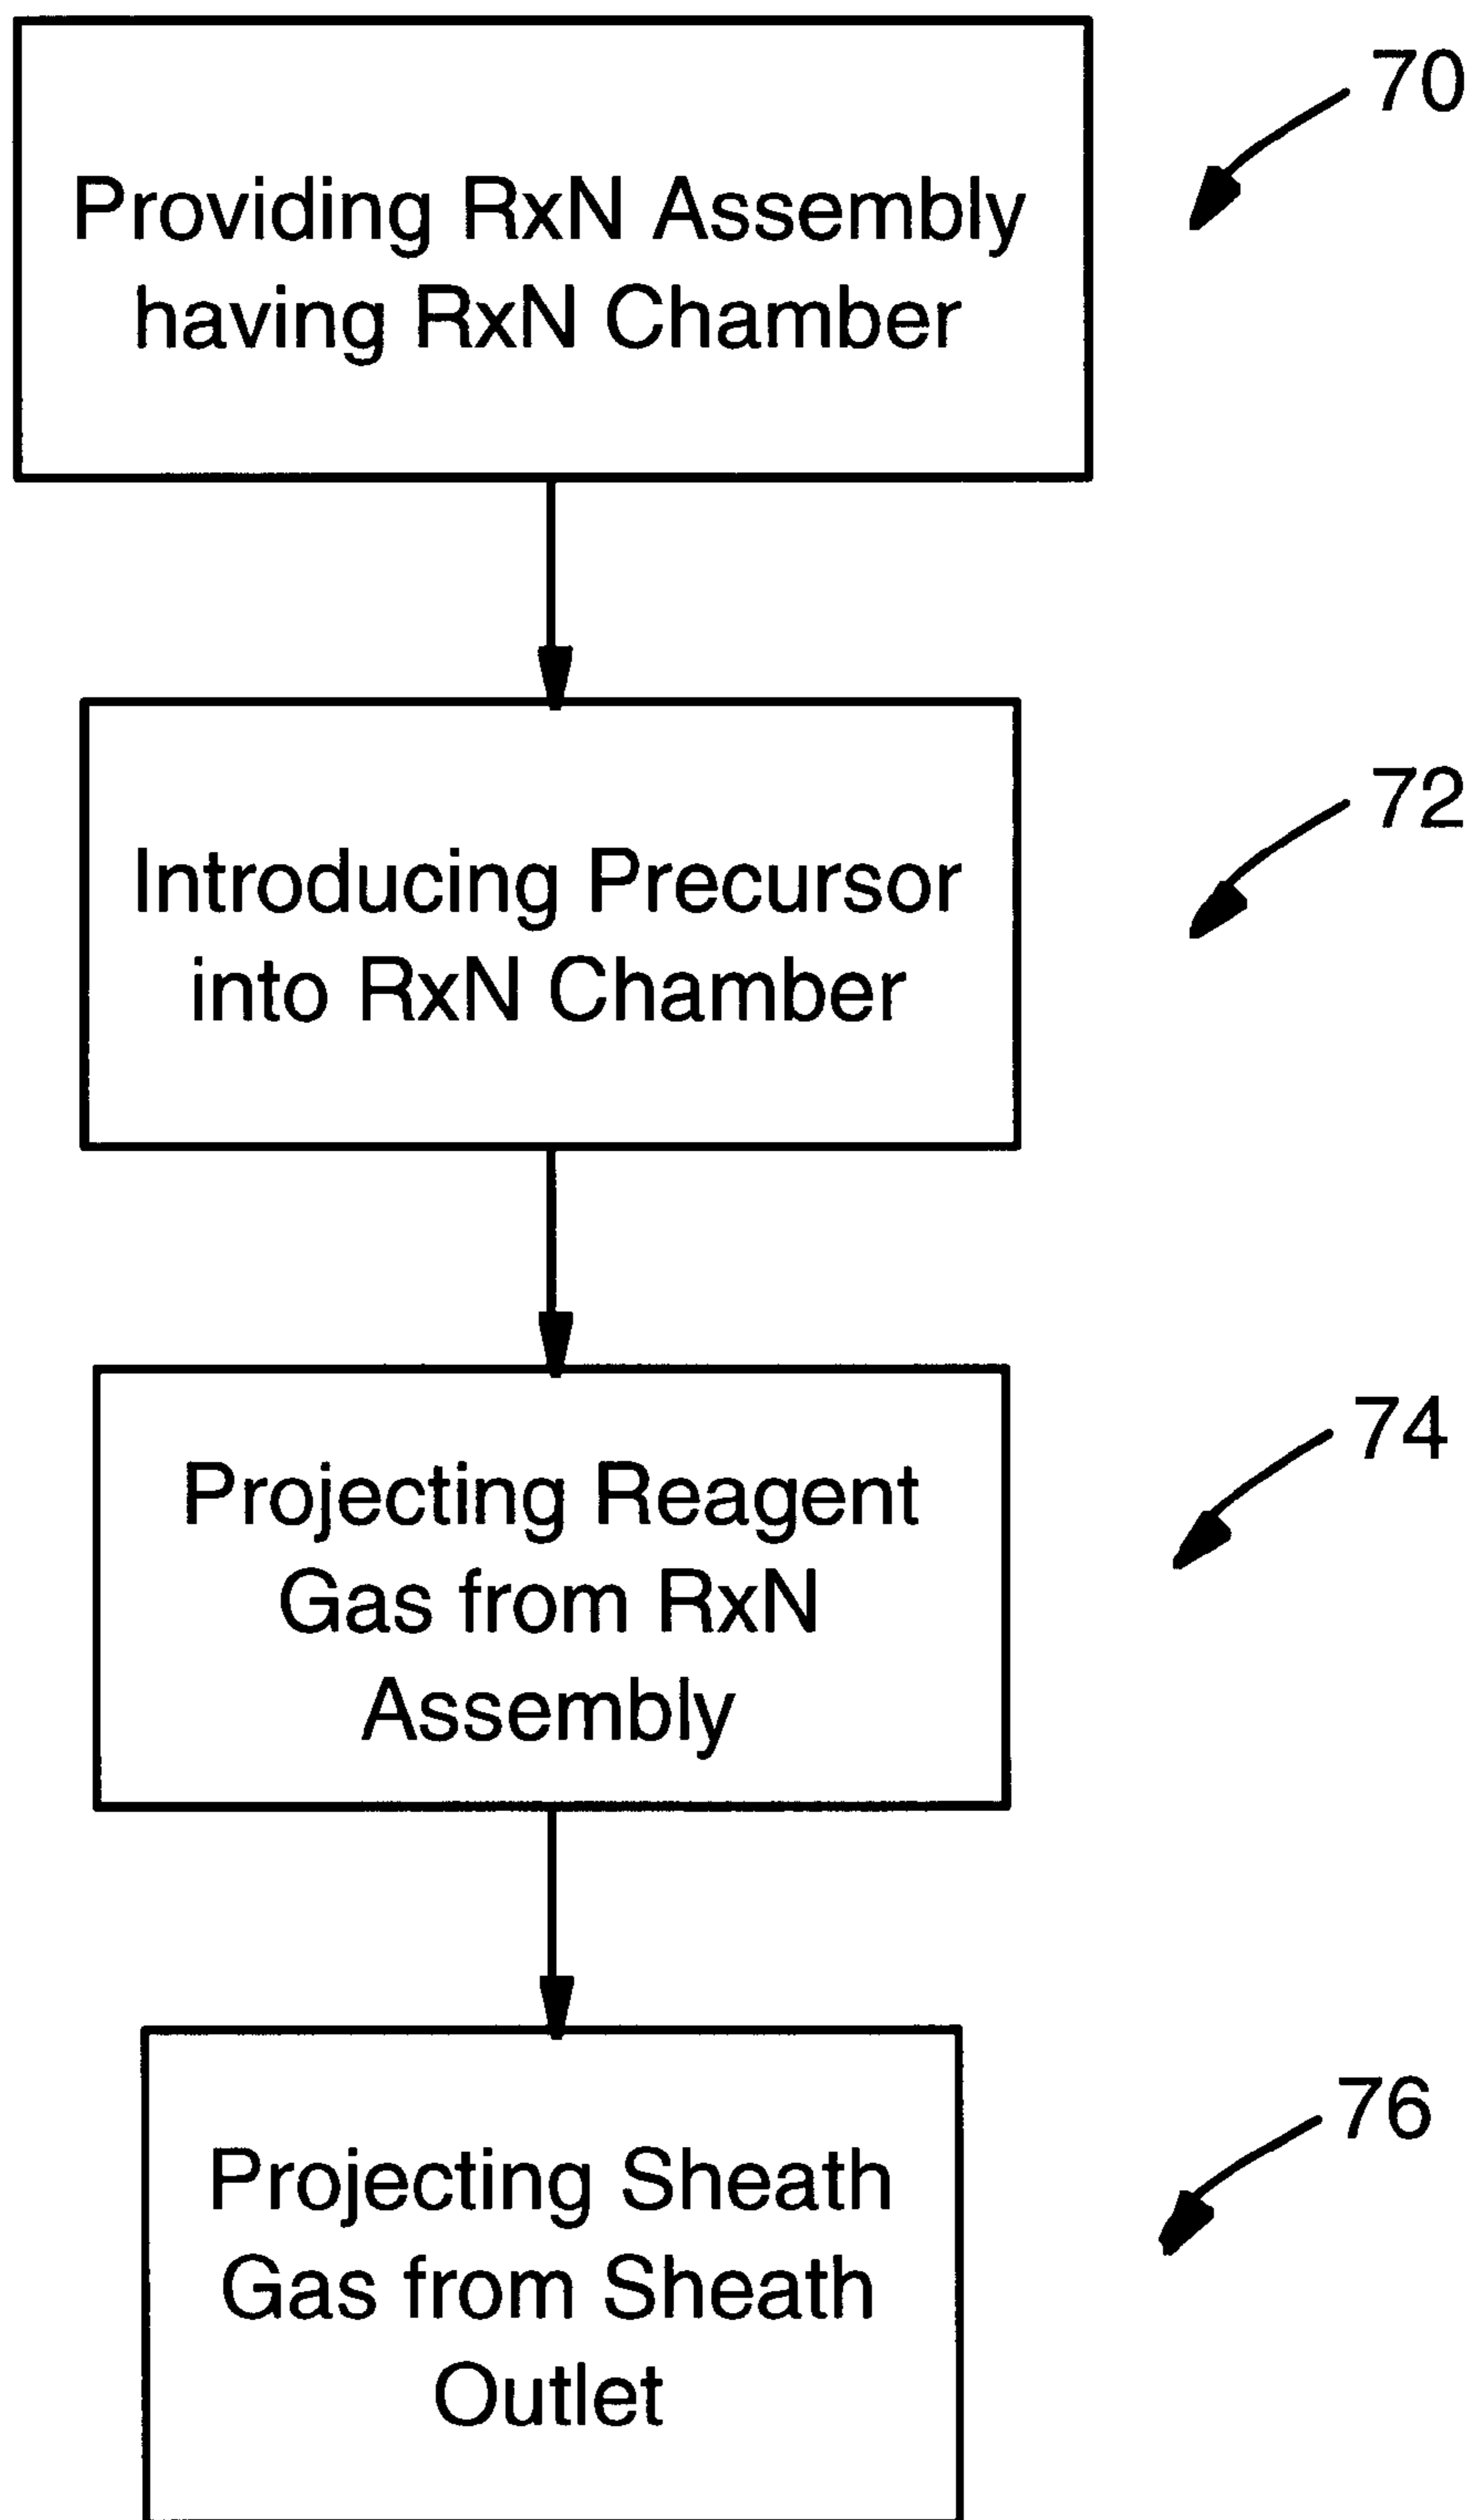 Providing RxN Assembly
having RxN Chamber
70
Introducing Precursor
into RxN Chamber
72
Projecting Reagent
Gas from RxN
Assembly
74
Projecting Sheath
Gas from Sheath
Outlet
76